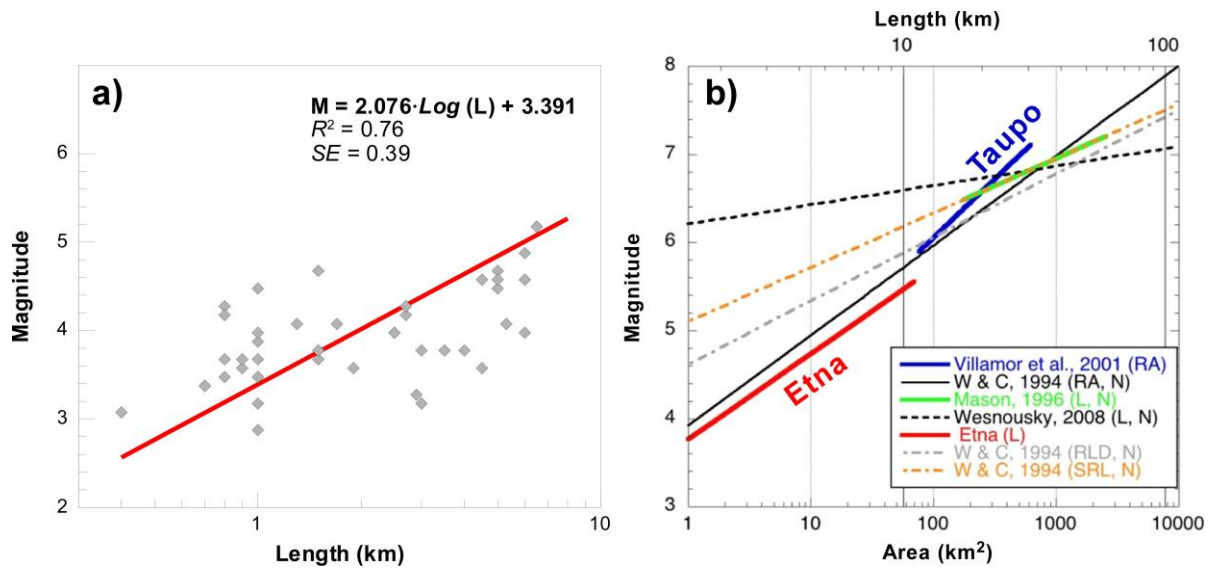 a)
M = 2.076·Log (L) + 3.391
R² = 0.76
SE = 0.39
Magnitude
6
5
4
3
2
1
10
Length (km)
Length (km)
10
100
b)
Magnitude
8
7
6
5
4
3
Taupo
Etna
Villamor et al., 2001 (RA)
W & C, 1994 (RA, N)
Mason, 1996 (L, N)
Wesnousky, 2008 (L, N)
Etna (L)
W & C, 1994 (RLD, N)
W & C, 1994 (SRL, N)
1
10
100
1000
10000
Area (km²)